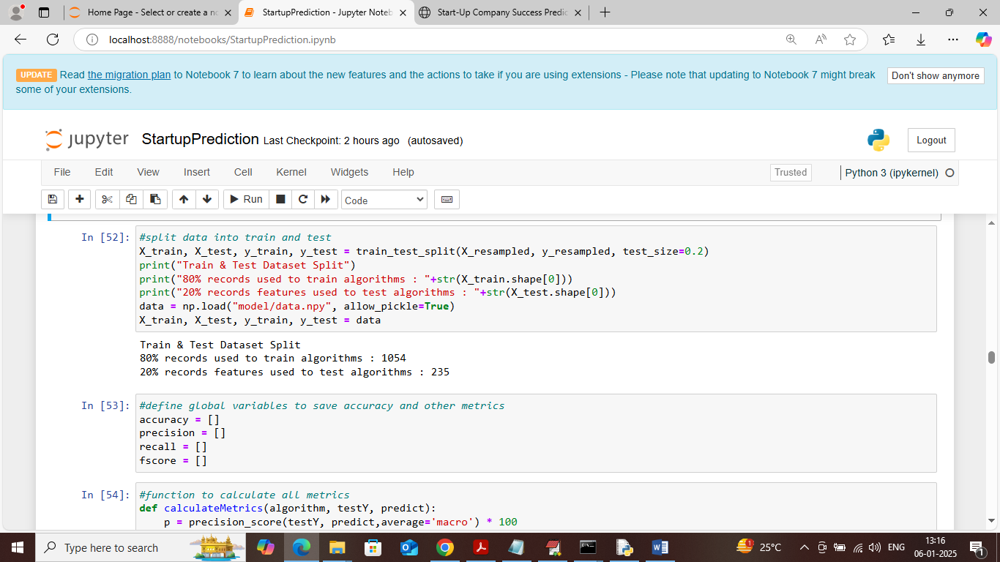 Home Page - Select or create a no
StartupPrediction - Jupyter Noteb
Start-Up Company Success Predic
localhost:8888/notebooks/StartupPrediction.ipynb
UPDATE Read the migration plan to Notebook 7 to learn about the new features and the actions to take if you are using extensions - Please note that updating to Notebook 7 might break
some of your extensions.
Don't show anymore
jupyter StartupPrediction Last Checkpoint: 2 hours ago (autosaved)
Logout
File Edit View Insert Cell Kernel Widgets Help
Trusted
Python 3 (ipykernel)
Run
Code
In [52]: #split data into train and test
X_train, X_test, y_train, y_test = train_test_split(X_resampled, y_resampled, test_size=0.2)
print("Train & Test Dataset Split")
print("80% records used to train algorithms : "+str(X_train.shape[0]))
print("20% records features used to test algorithms : "+str(X_test.shape[0]))
data = np.load("model/data.npy", allow_pickle=True)
X_train, X_test, y_train, y_test = data
Train & Test Dataset Split
80% records used to train algorithms : 1054
20% records features used to test algorithms : 235
In [53]: #define global variables to save accuracy and other metrics
accuracy = []
precision = []
recall = []
fscore = []
In [54]: #function to calculate all metrics
def calculateMetrics(algorithm, testY, predict):
p = precision_score(testY, predict,average='macro') * 100
Type here to search
1
25°C
ENG
13:16
06-01-2025
1